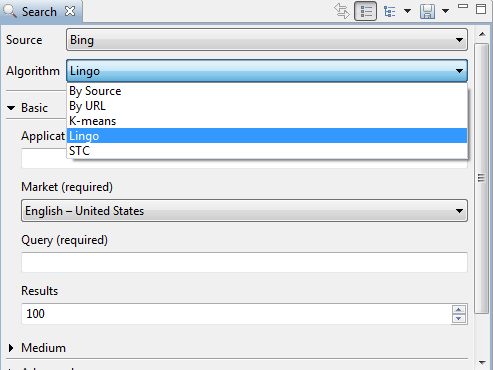 Search
Source Bing
Algorithm Lingo
By Source
By URL
K-means
Lingo
STC
Basic
Applicat
Market (required)
English – United States
Query (required)
Results
100
Medium